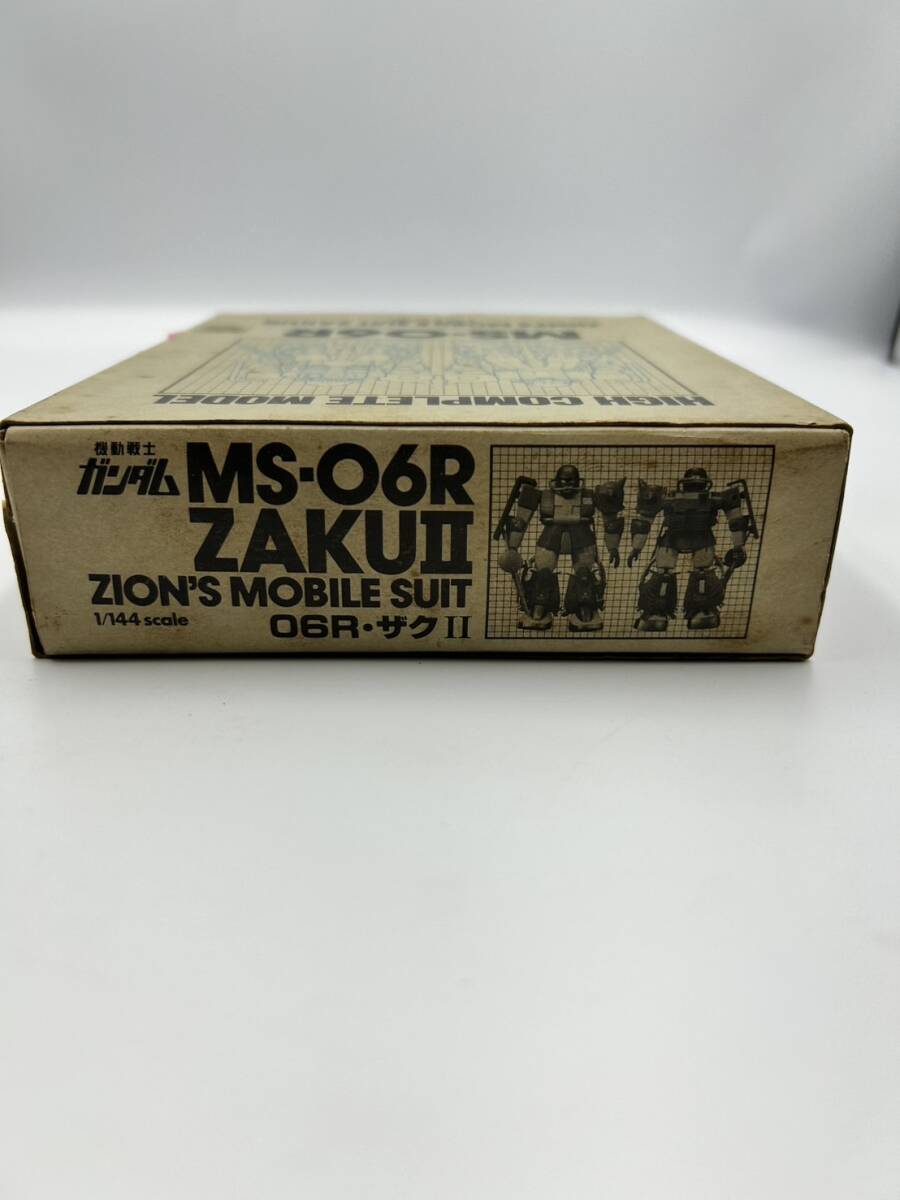 MS-06R
HIGH COMPLETE MODEL
機動戦士
ガンダム
MS-06R
ZAKUII
ZION'S MOBILE SUIT
1/144 scale
06R・ザクII